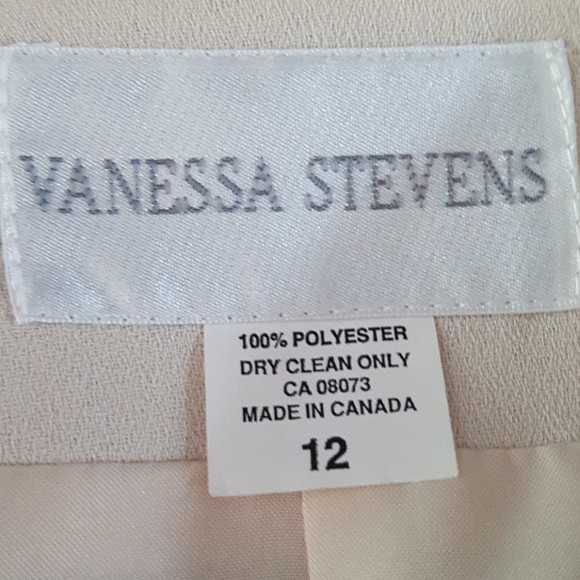 VANESSA STEVENS
100% POLYESTER
DRY CLEAN ONLY
CA 08073
MADE IN CANADA
12